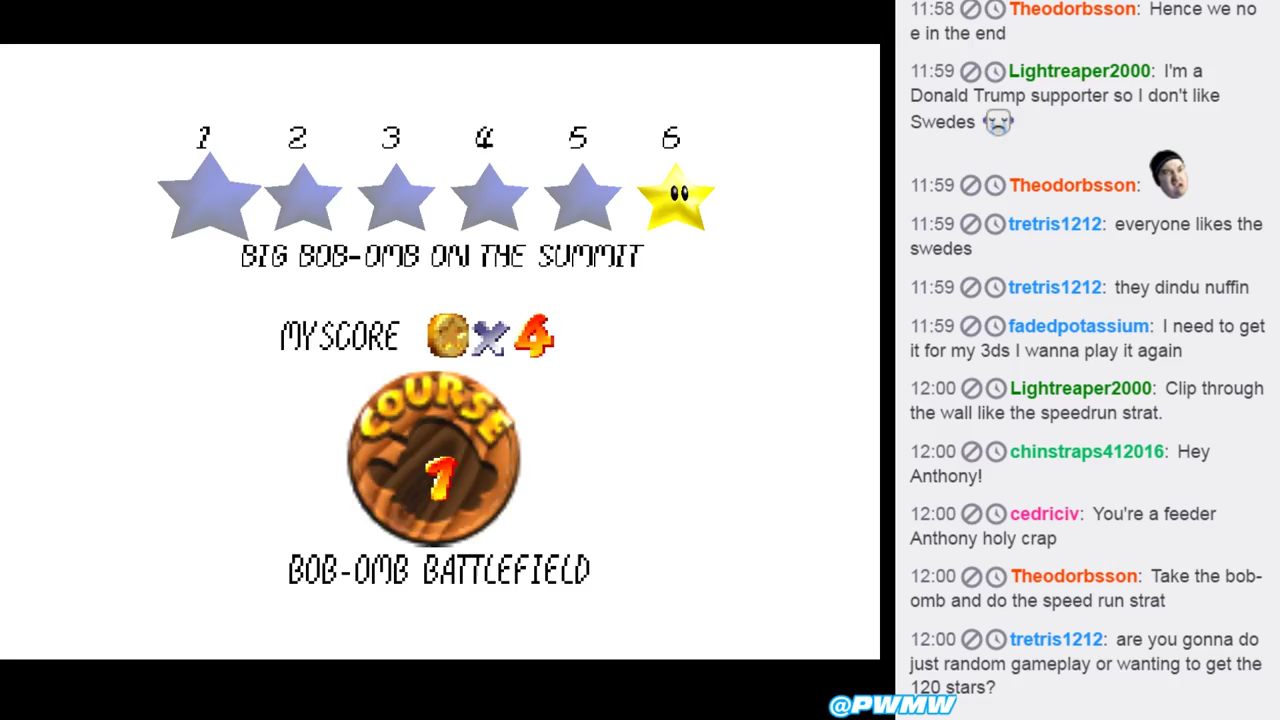 1 2 3 4 5 6
BIG BOB-OMB ON THE SUMMIT
MY SCORE × 4
COURSE
1
BOB-OMB BATTLEFIELD
11:58 Theodorbsson: Hence we no
e in the end
11:59 Lightreaper2000: I'm a
Donald Trump supporter so I don't like
Swedes
11:59 Theodorbsson:
11:59 tretris1212: everyone likes the
swedes
11:59 tretris1212: they dindu nuffin
11:59 fadedpotassium: I need to get
it for my 3ds I wanna play it again
12:00 Lightreaper2000: Clip through
the wall like the speedrun strat.
12:00 chinstraps412016: Hey
Anthony!
12:00 cedriciv: You're a feeder
Anthony holy crap
12:00 Theodorbsson: Take the bob-
omb and do the speed run strat
12:00 tretris1212: are you gonna do
just random gameplay or wanting to get the
120 stars?
@PWMW